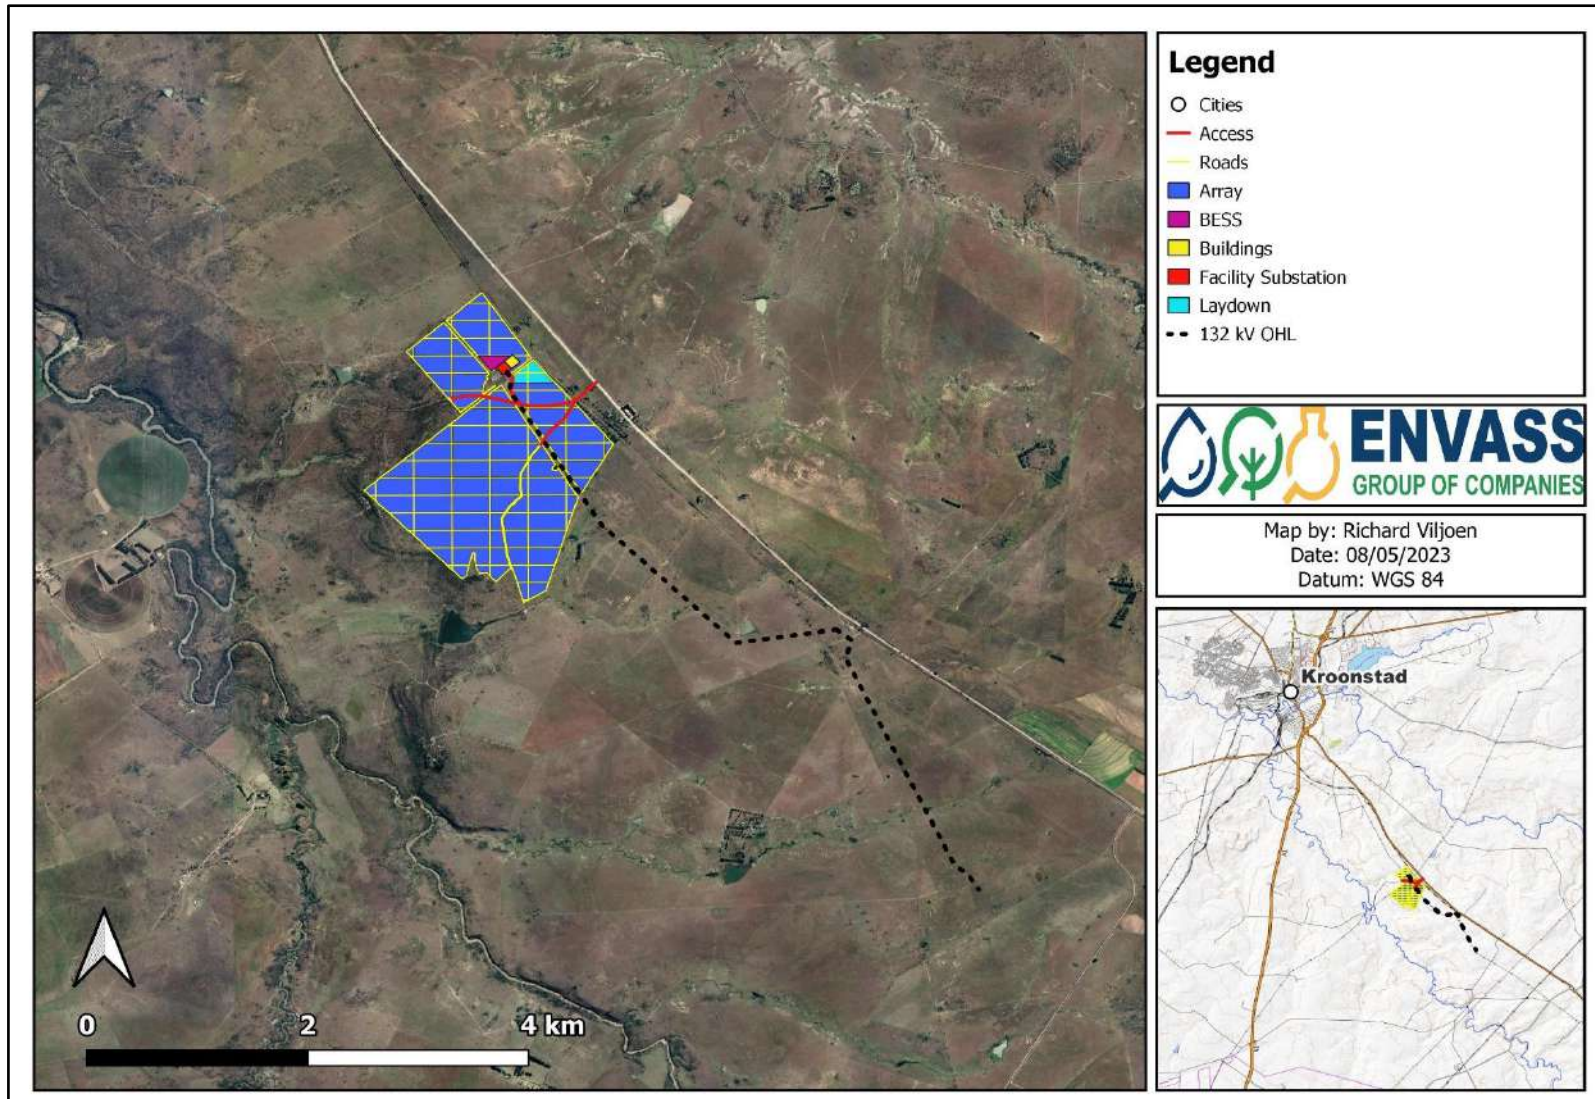 Legend
Cities
Access
Roads
Array
BESS
Buildings
Facility Substation
Laydown
132 kV OHL
ENVASS
GROUP OF COMPANIES
Map by: Richard Viljoen
Date: 08/05/2023
Datum: WGS 84
Kroonstad
0 2 4 km